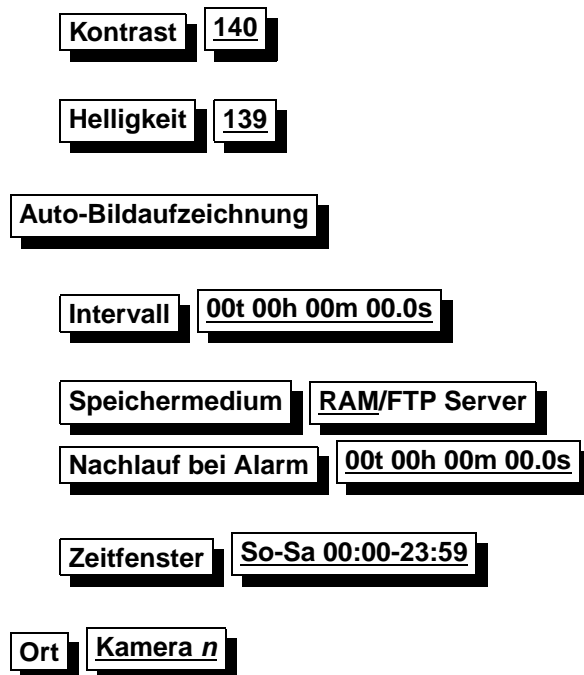 Kontrast 140
Helligkeit 139
Auto-Bildaufzeichnung
Intervall 00t 00h 00m 00.0s
Speichermedium RAM/FTP Server
Nachlauf bei Alarm 00t 00h 00m 00.0s
Zeitfenster So-Sa 00:00-23:59
Ort Kamera n